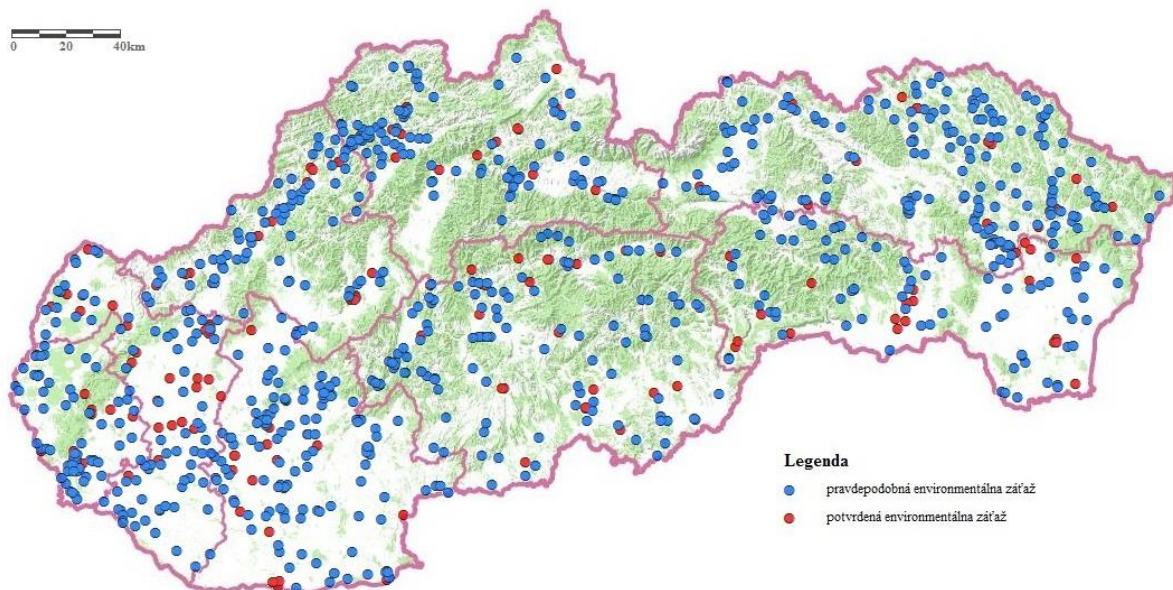 0 20 40km
Legenda
pravdepodobná environmentálna záťaž
potvrdená environmentálna záťaž